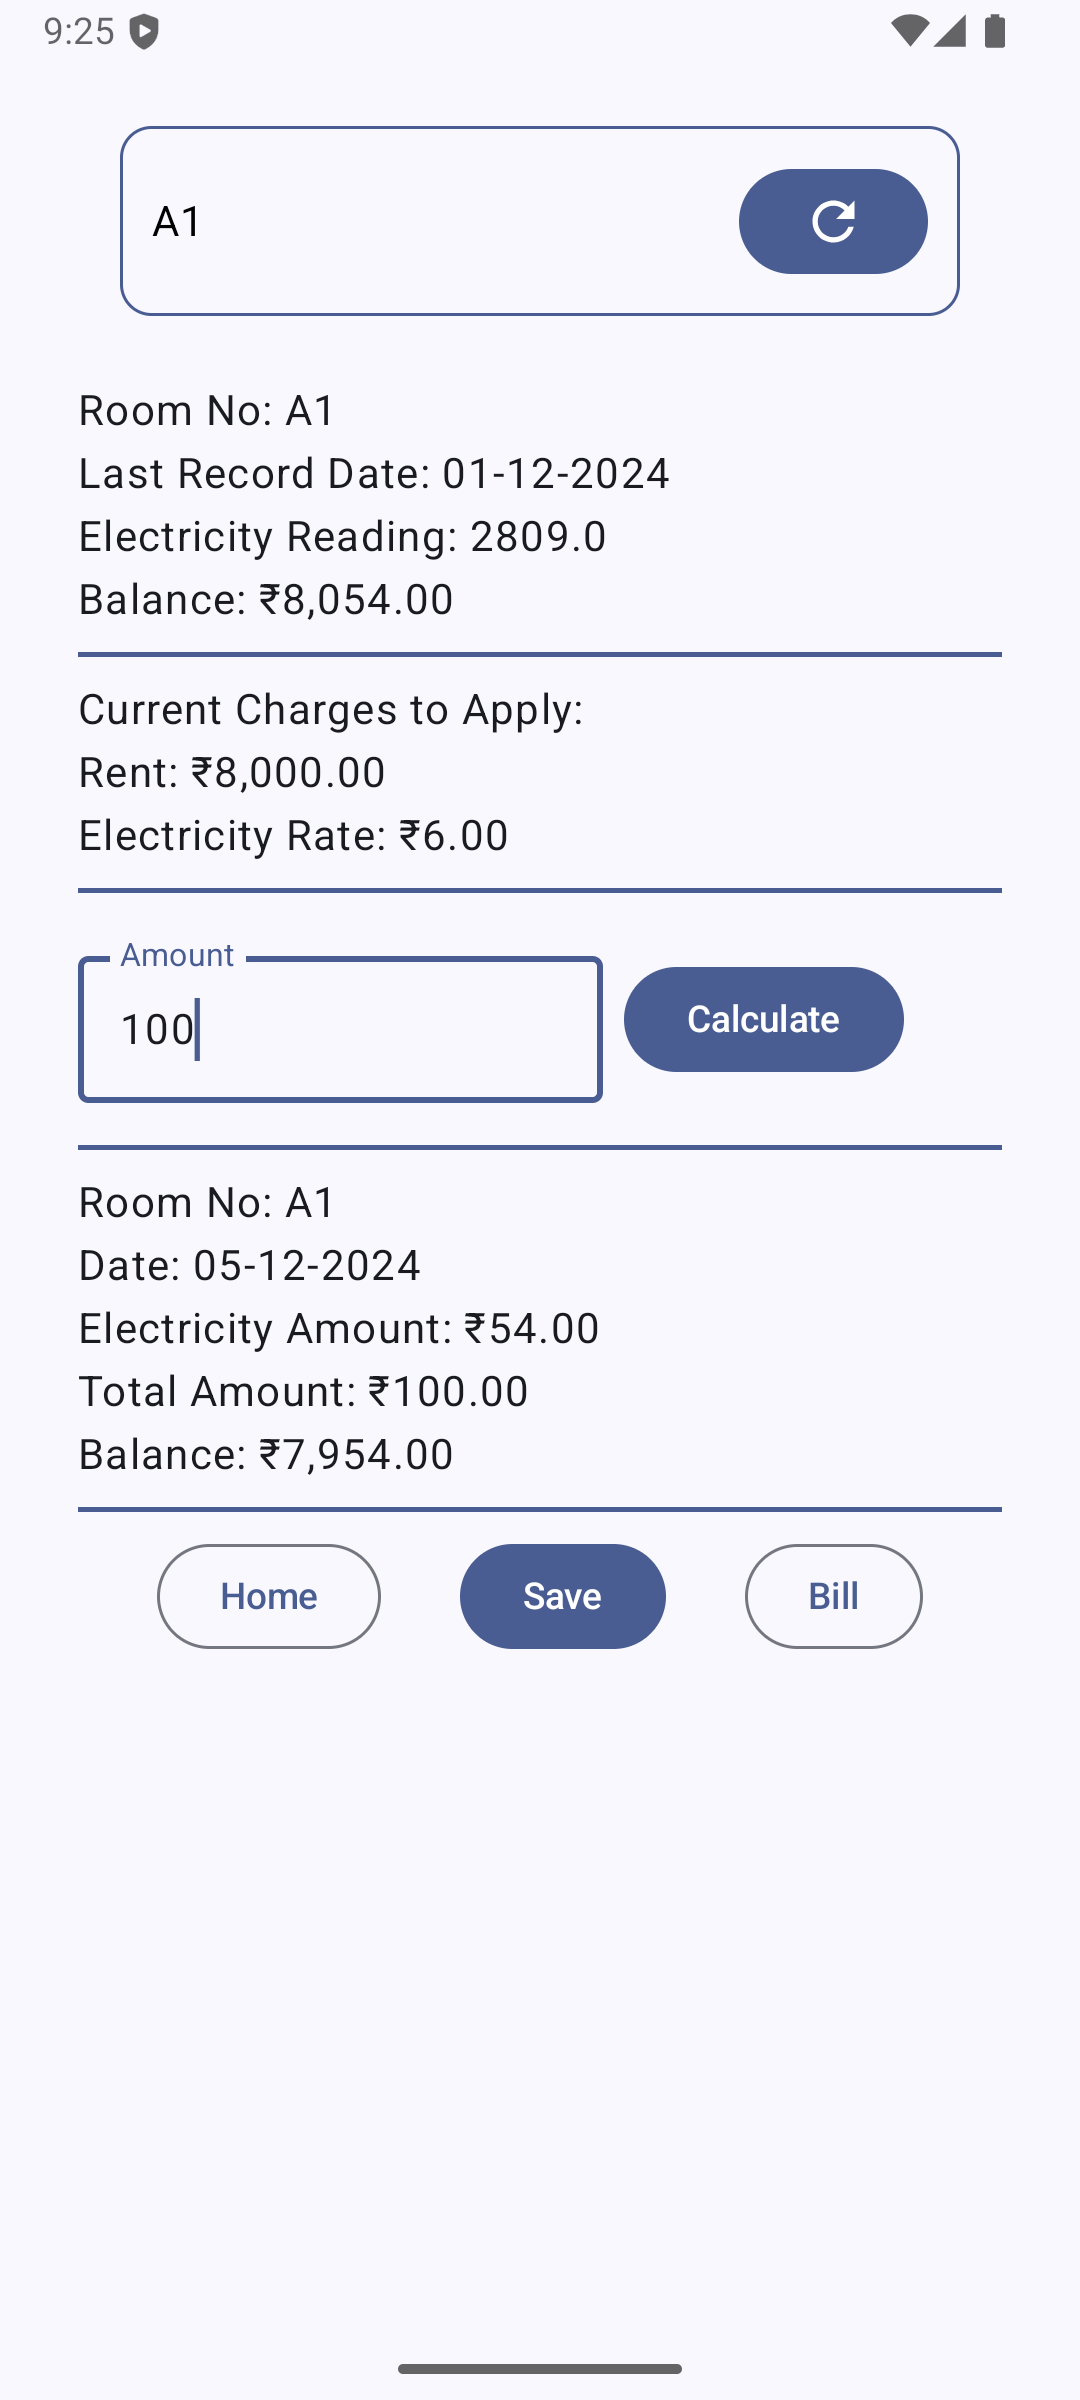 9:25
A1
Room No: A1
Last Record Date: 01-12-2024
Electricity Reading: 2809.0
Balance: ₹8,054.00
Current Charges to Apply:
Rent: ₹8,000.00
Electricity Rate: ₹6.00
Amount
100
Calculate
Room No: A1
Date: 05-12-2024
Electricity Amount: ₹54.00
Total Amount: ₹100.00
Balance: ₹7,954.00
Home Save Bill